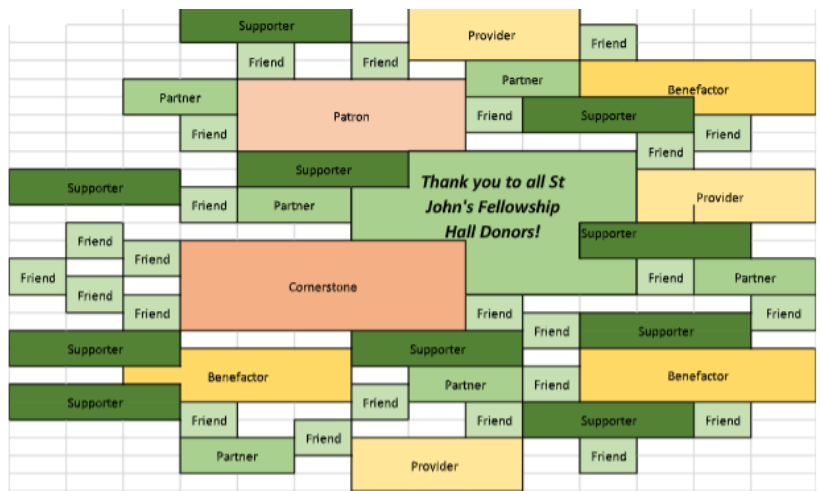 Supporter
Provider
Friend
Friend
Friend
Partner
Benefactor
Partner
Patron
Friend
Supporter
Friend
Friend
Friend
Supporter
Thank you to all St
John's Fellowship
Hall Donors!
Supporter
Friend
Partner
Provider
Supporter
Friend
Friend
Friend
Cornerstone
Friend
Partner
Friend
Friend
Friend
Friend
Friend
Supporter
Supporter
Supporter
Benefactor
Partner
Friend
Benefactor
Supporter
Friend
Friend
Friend
Supporter
Friend
Friend
Partner
Provider
Friend